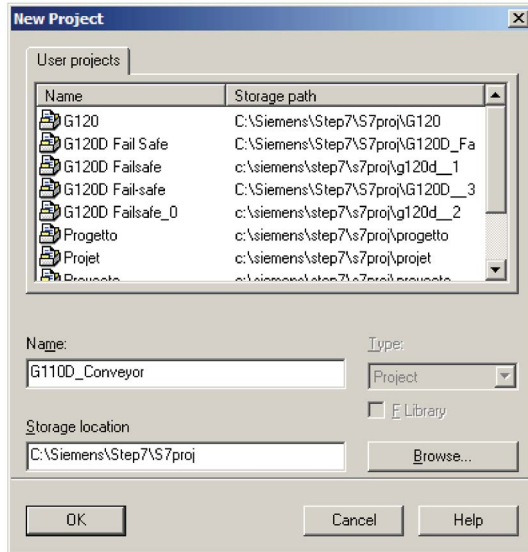 New Project
User projects
Name Storage path
G120 C:\Siemens\Step7\S7proj\G120
G120D Fail Safe C:\Siemens\Step7\S7proj\G120D_Fa
G120D Failsafe c:\siemens\step7\s7proj\g120d__1
G120D Fail-safe C:\Siemens\Step7\S7proj\G120D__3
G120D Failsafe_0 c:\siemens\step7\s7proj\g120d__2
Progetto c:\siemens\step7\s7proj\progetto
Projet c:\siemens\step7\s7proj\projet
Name:
Type:
G110D_Conveyor
Project
F Library
Storage location
C:\Siemens\Step7\S7proj
Browse...
OK Cancel Help